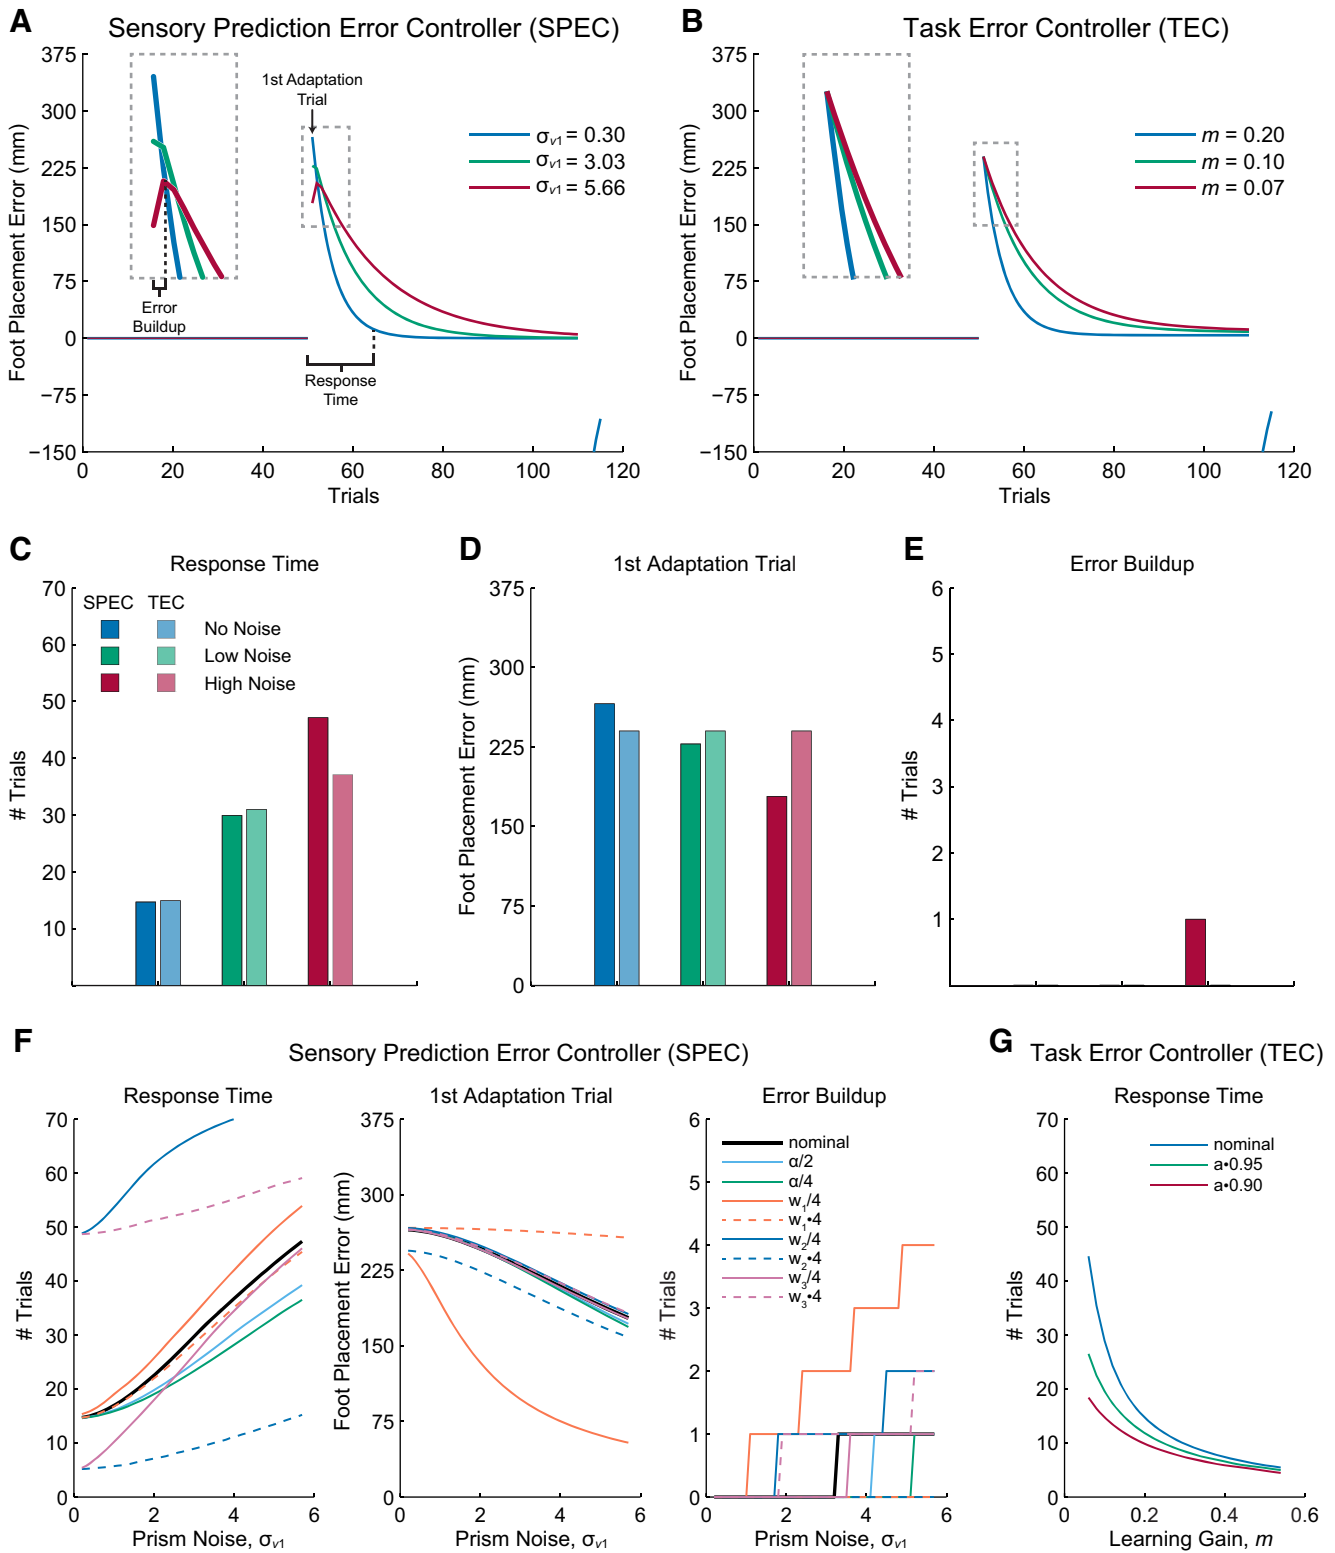 A Sensory Prediction Error Controller (SPEC)
375
300
225
150
75
0
−75
−150
Foot Placement Error (mm)
1st Adaptation
Trial
σv1 = 0.30
σv1 = 3.03
σv1 = 5.66
Error
Buildup
Response
Time
0 20 40 60 80 100 120
Trials
B Task Error Controller (TEC)
375
300
225
150
75
0
−75
−150
Foot Placement Error (mm)
m = 0.20
m = 0.10
m = 0.07
0 20 40 60 80 100 120
Trials
C Response Time
70
60
50
40
30
20
10
# Trials
SPEC TEC
No Noise
Low Noise
High Noise
D 1st Adaptation Trial
375
300
225
150
75
0
Foot Placement Error (mm)
E Error Buildup
6
5
4
3
2
1
# Trials
F Sensory Prediction Error Controller (SPEC)
Response Time
70
60
50
40
30
20
10
0
# Trials
0 2 4 6
Prism Noise, σv1
1st Adaptation Trial
375
300
225
150
75
0
Foot Placement Error (mm)
0 2 4 6
Prism Noise, σv1
Error Buildup
6
5
4
3
2
1
0
# Trials
nominal
α/2
α/4
w1/4
w1•4
w2/4
w2•4
w3/4
w3•4
0 2 4 6
Prism Noise, σv1
G Task Error Controller (TEC)
Response Time
70
60
50
40
30
20
10
0
# Trials
nominal
a•0.95
a•0.90
0 0.2 0.4 0.6
Learning Gain, m